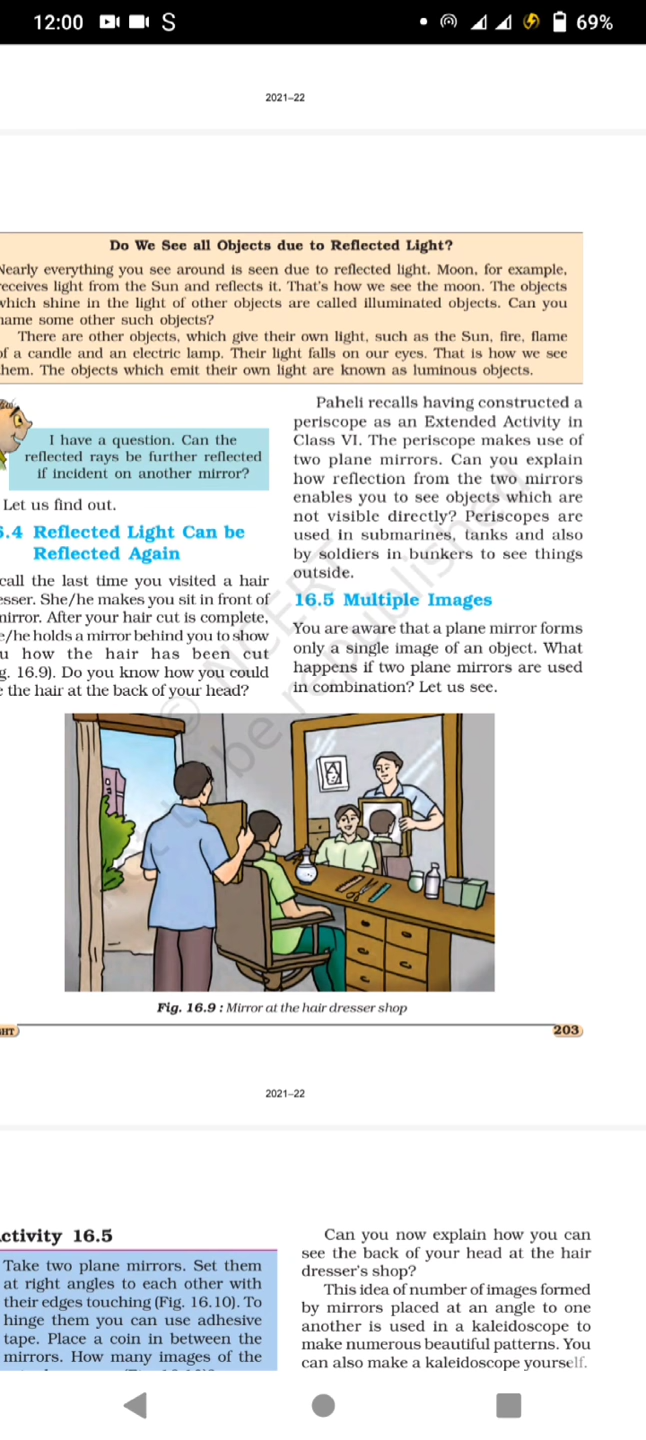 12:00 S 69%
2021–22
Do We See all Objects due to Reflected Light?
Nearly everything you see around is seen due to reflected light. Moon, for example,
receives light from the Sun and reflects it. That's how we see the moon. The objects
which shine in the light of other objects are called illuminated objects. Can you
name some other such objects?
There are other objects, which give their own light, such as the Sun, fire, flame
of a candle and an electric lamp. Their light falls on our eyes. That is how we see
them. The objects which emit their own light are known as luminous objects.
I have a question. Can the
reflected rays be further reflected
if incident on another mirror?
Let us find out.
6.4 Reflected Light Can be
Reflected Again
call the last time you visited a hair
esser. She/he makes you sit in front of
mirror. After your hair cut is complete,
e/he holds a mirror behind you to show
u how the hair has been cut
g. 16.9). Do you know how you could
e the hair at the back of your head?
Paheli recalls having constructed a
periscope as an Extended Activity in
Class VI. The periscope makes use of
two plane mirrors. Can you explain
how reflection from the two mirrors
enables you to see objects which are
not visible directly? Periscopes are
used in submarines, tanks and also
by soldiers in bunkers to see things
outside.
16.5 Multiple Images
You are aware that a plane mirror forms
only a single image of an object. What
happens if two plane mirrors are used
in combination? Let us see.
© NCERT
not to be republished
Fig. 16.9 : Mirror at the hair dresser shop
GHT
203
2021–22
ctivity 16.5
Take two plane mirrors. Set them
at right angles to each other with
their edges touching (Fig. 16.10). To
hinge them you can use adhesive
tape. Place a coin in between the
mirrors. How many images of the
Can you now explain how you can
see the back of your head at the hair
dresser's shop?
This idea of number of images formed
by mirrors placed at an angle to one
another is used in a kaleidoscope to
make numerous beautiful patterns. You
can also make a kaleidoscope yourself.